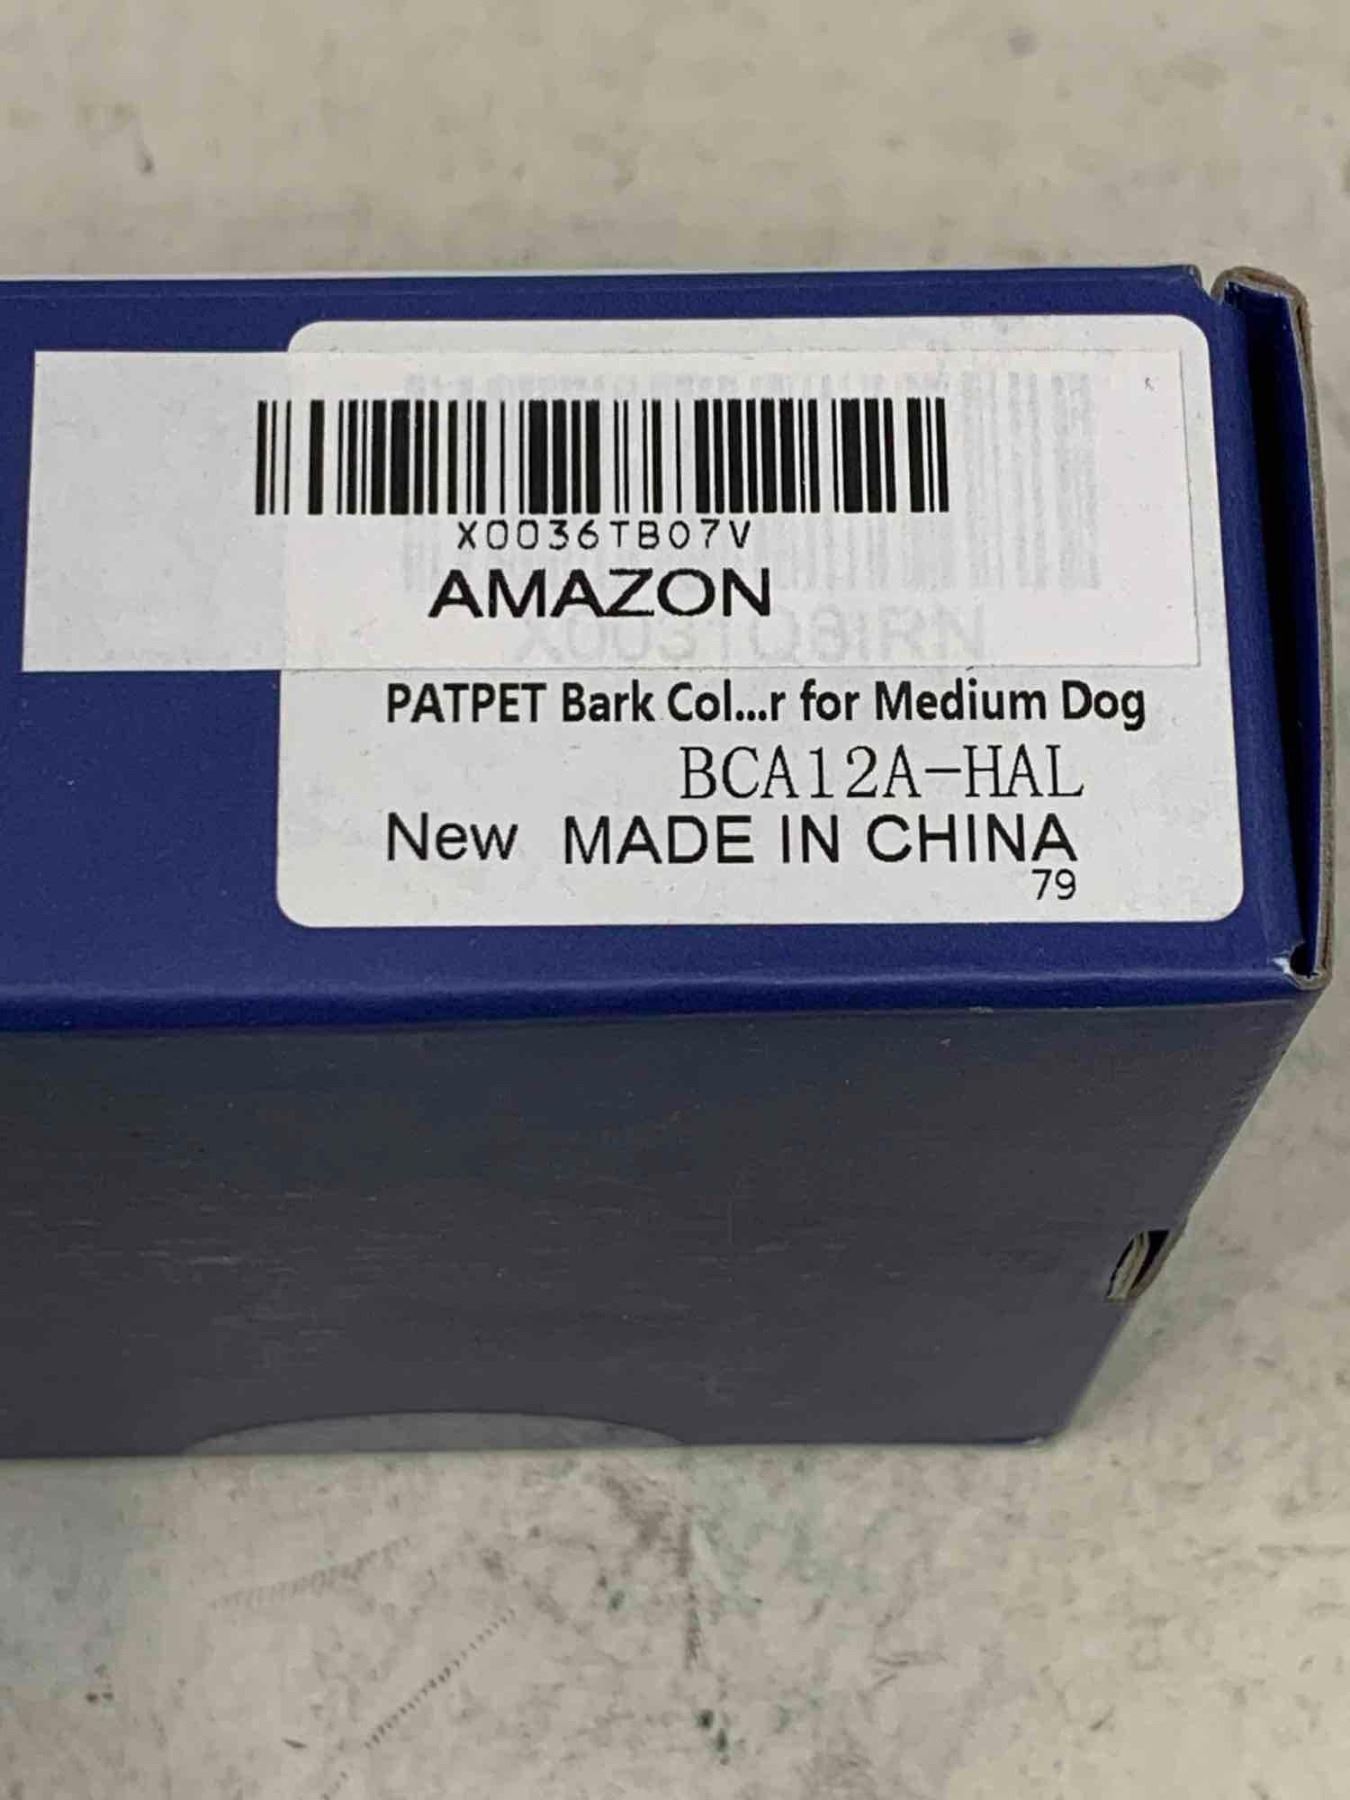 X0036TB07V
AMAZON
PATPET Bark Col...r for Medium Dog
BCA12A-HAL
New MADE IN CHINA
79